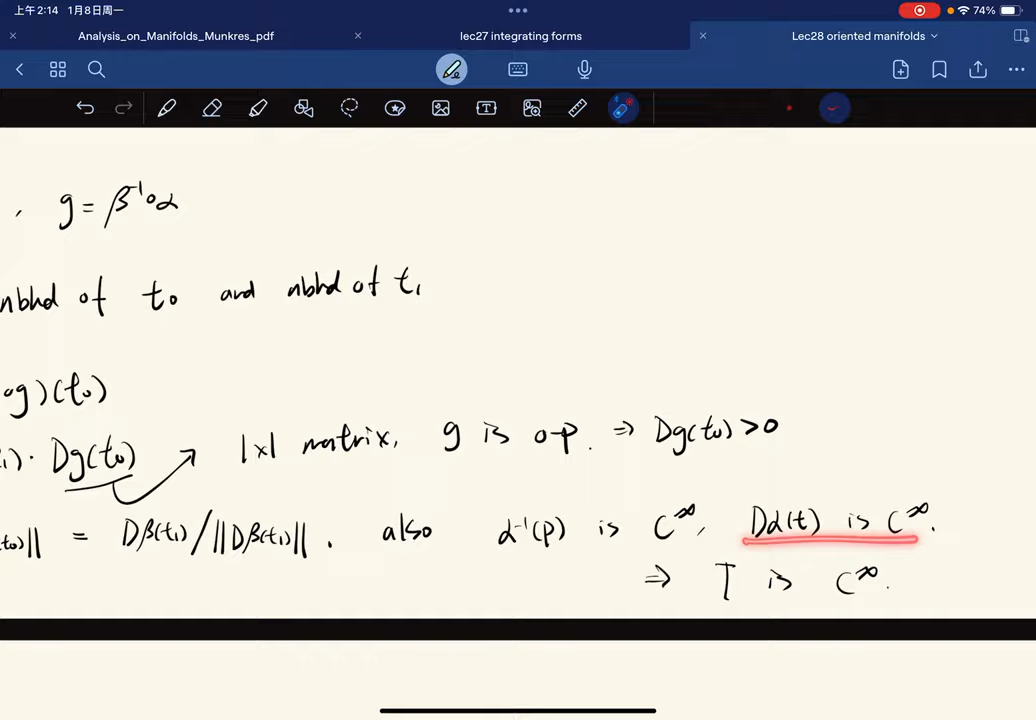 上午2:14 1月8日周一
74%
Analysis_on_Manifolds_Munkres_pdf
lec27 integrating forms
Lec28 oriented manifolds
, g = β⁻¹∘α
nbhd of t₀ and nbhd of t₁
∘g)(t₀)
₁)· Dg(t₀) 1×1 matrix, g is o-p. ⇒ Dg(t₀) > 0
(t₀)|| = Dβ(t₁)/||Dβ(t₁)||. also α⁻¹(p) is C^∞, Dα(t) is C^∞.
⇒ T is C^∞.